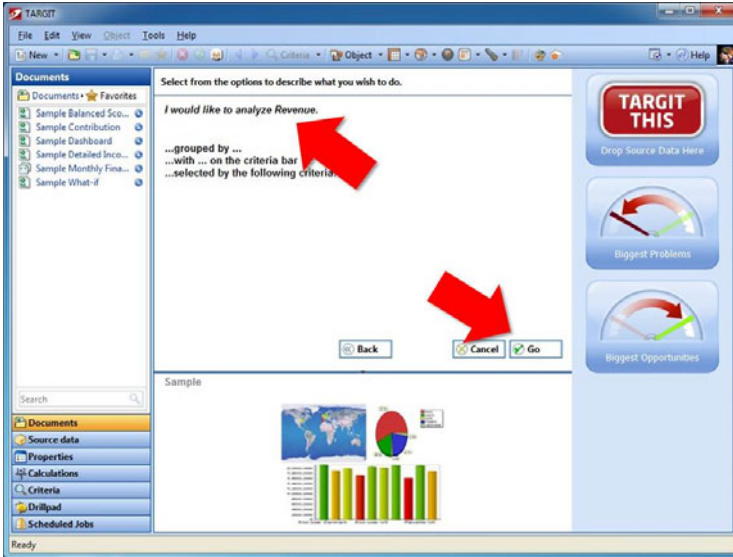 TARGIT
File Edit View Object Tools Help
New Criteria Object Help
Documents
Documents Favorites
Sample Balanced Sco...
Sample Contribution
Sample Dashboard
Sample Detailed Inco...
Sample Monthly Fina...
Sample What-if
Search
Documents
Source data
Properties
Calculations
Criteria
Drillpad
Scheduled Jobs
Ready
Select from the options to describe what you wish to do.
I would like to analyze Revenue.
...grouped by ...
...with ... on the criteria bar
...selected by the following criteria:
Back
Cancel
Go
Sample
TARGIT
THIS
Drop Source Data Here
Biggest Problems
Biggest Opportunities